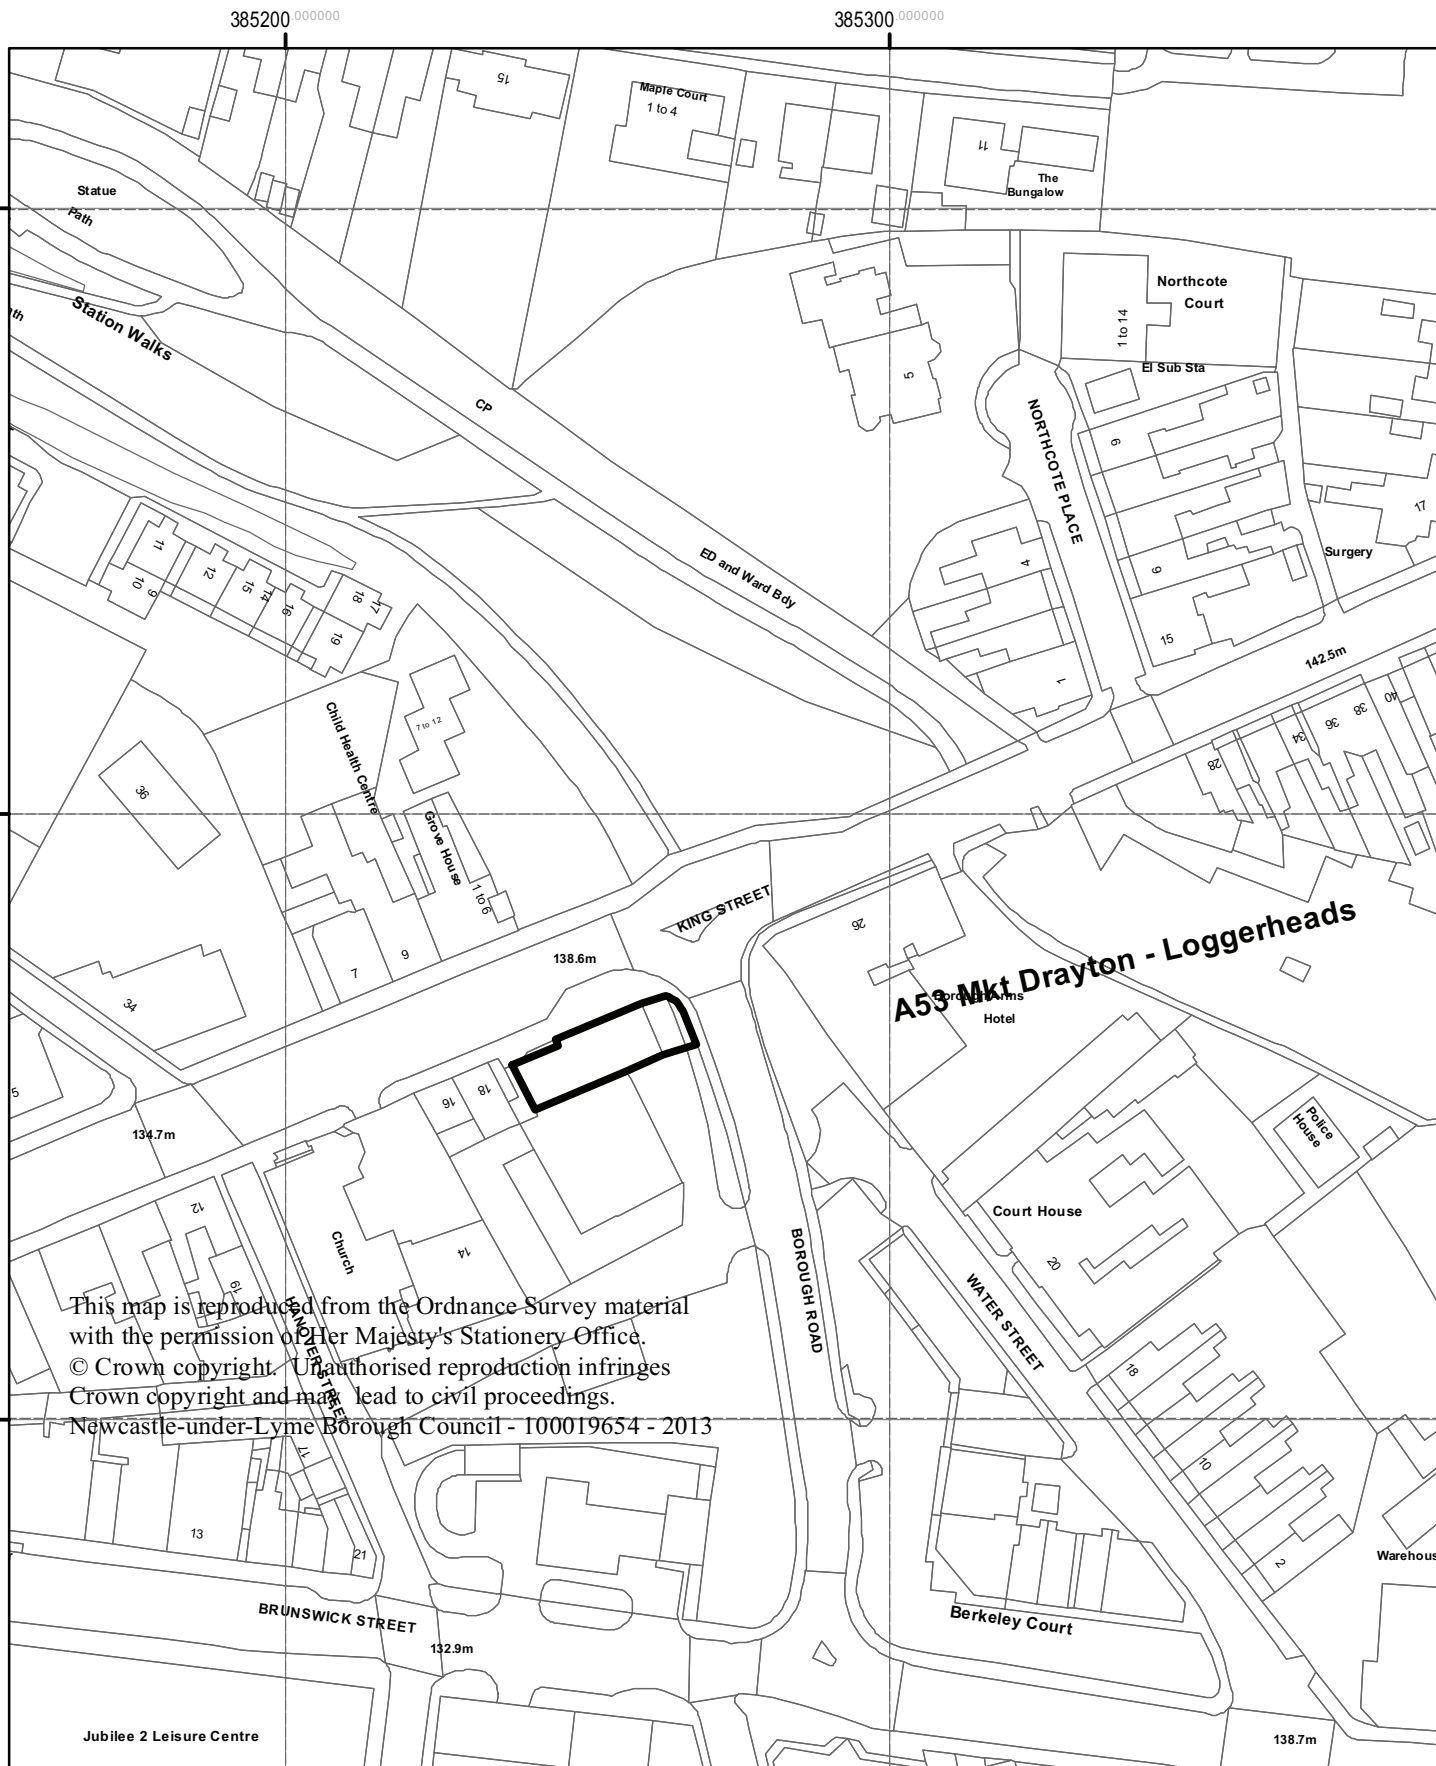 385200.000000
385300.000000
15
Maple Court
1 to 4
11
The
Bungalow
Statue
Path
Station Walks
CP
5
Northcote
Court
1 to 14
El Sub Sta
NORTHCOTE PLACE
9
17
Surgery
4
6
15
1
142.5m
ED and Ward Bdy
11
10
9
12
15
14
16
18
17
19
Child Health Centre
7 to 12
36
Grove House
1 to 6
28
34
36
38
40
KING STREET
26
138.6m
7
9
34
A53 Mkt Drayton - Loggerheads
Borough Arms
Hotel
5
16
18
134.7m
Police
House
Court House
20
12
Church
14
19
BOROUGH ROAD
WATER STREET
HANOVER STREET
This map is reproduced from the Ordnance Survey material
with the permission of Her Majesty's Stationery Office.
© Crown copyright. Unauthorised reproduction infringes
Crown copyright and may lead to civil proceedings.
Newcastle-under-Lyme Borough Council - 100019654 - 2013
18
10
2
17
13
21
Warehous
BRUNSWICK STREET
132.9m
Berkeley Court
Jubilee 2 Leisure Centre
138.7m